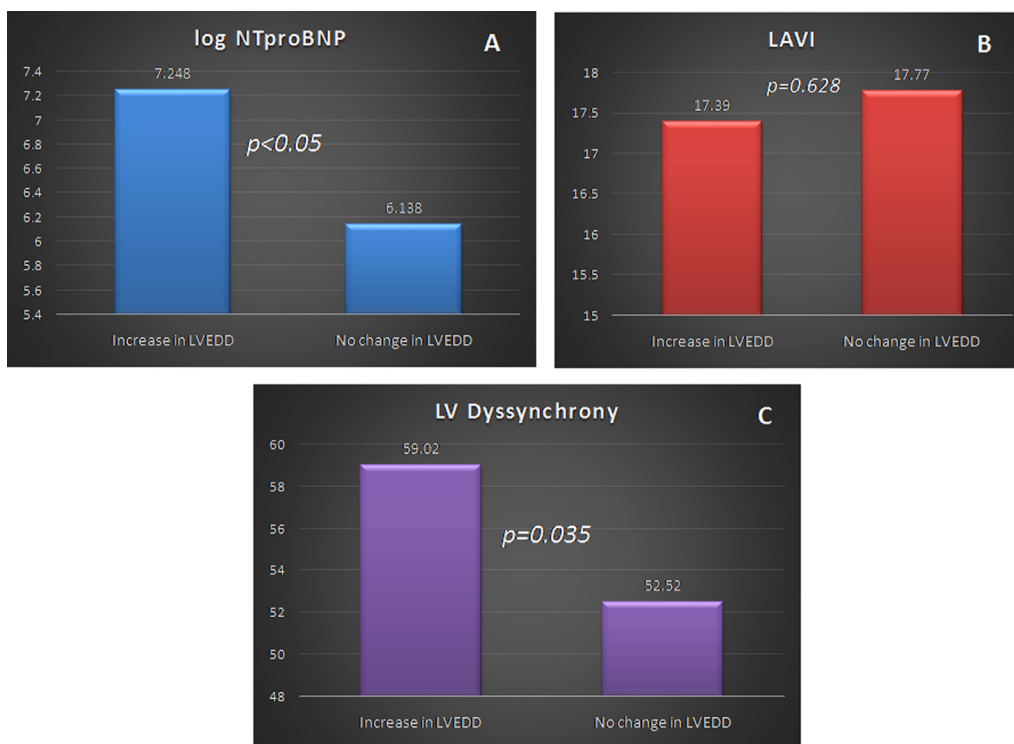 log NTproBNP
A
7.4
7.2
7
6.8
6.6
6.4
6.2
6
5.8
5.6
5.4
7.248
p<0.05
6.138
Increase in LVEDD
No change in LVEDD
LAVI
B
18
17.5
17
16.5
16
15.5
15
17.39
p=0.628
17.77
Increase in LVEDD
No change in LVEDD
LV Dyssynchrony
C
60
58
56
54
52
50
48
59.02
p=0.035
52.52
Increase in LVEDD
No change in LVEDD